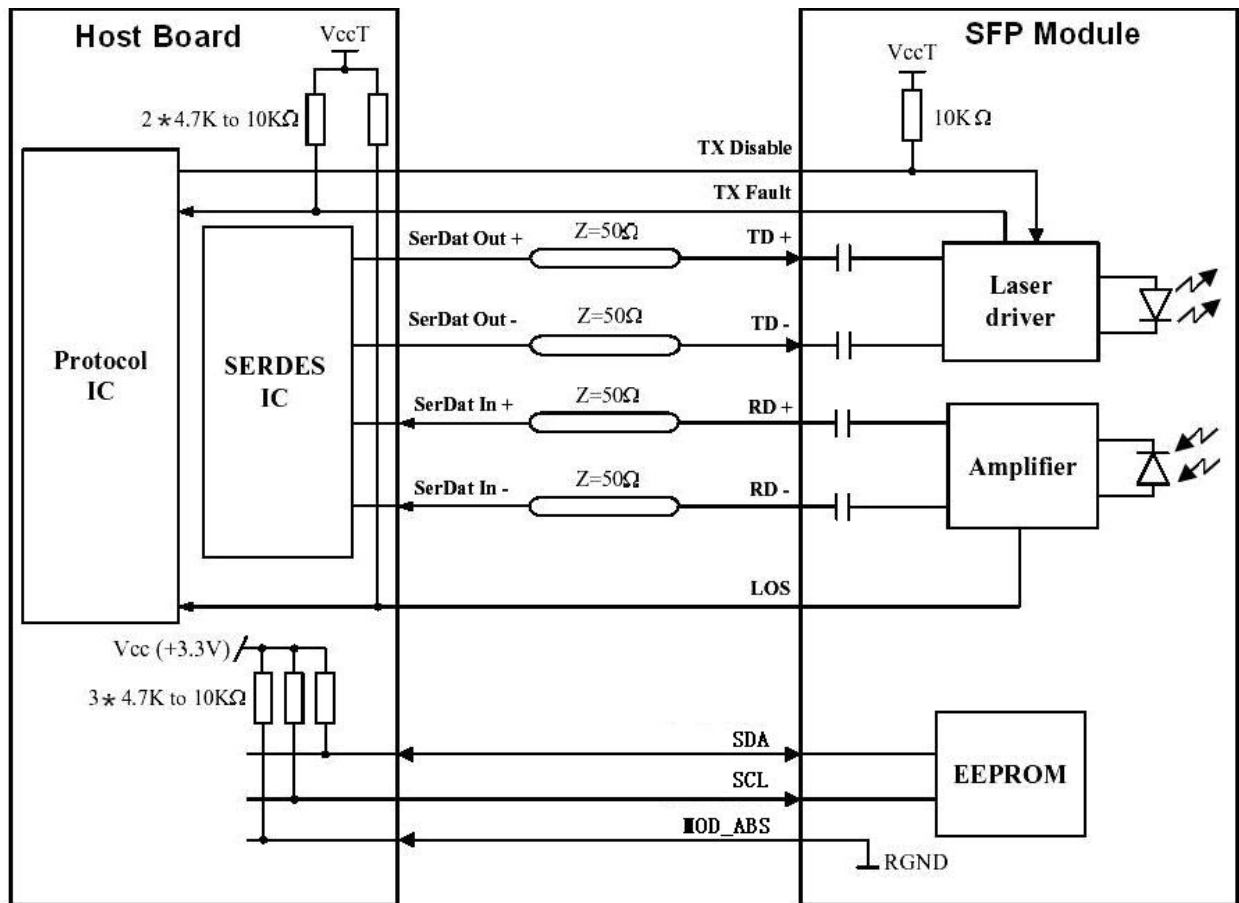 Host Board
SFP Module
VccT
VccT
2*4.7K to 10KΩ
10KΩ
TX Disable
TX Fault
SerDat Out +
Z=50Ω
TD +
SerDat Out -
Z=50Ω
TD -
Laser
driver
Protocol
IC
SERDES
IC
SerDat In +
Z=50Ω
RD +
SerDat In -
Z=50Ω
RD -
Amplifier
LOS
Vcc (+3.3V)
3*4.7K to 10KΩ
SDA
SCL
MOD_ABS
EEPROM
RGND